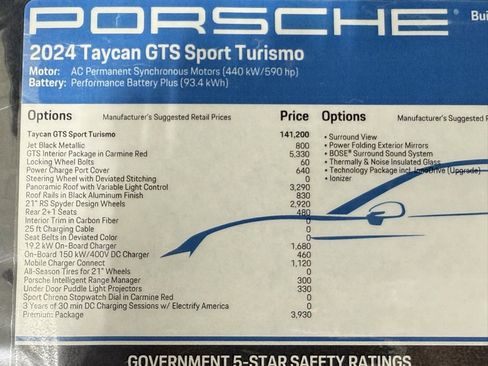 PORSCHE
Bui
2024 Taycan GTS Sport Turismo
Motor: AC Permanent Synchronous Motors (440 kW/590 hp)
Battery: Performance Battery Plus (93.4 kWh)
Options Manufacturer's Suggested Retail Prices Price
Taycan GTS Sport Turismo 141,200
Jet Black Metallic 800
GTS Interior Package in Carmine Red 5,330
Locking Wheel Bolts 60
Power Charge Port Cover 640
Steering Wheel with Deviated Stitching 0
Panoramic Roof with Variable Light Control 3,290
Roof Rails in Black Aluminum Finish 830
21" RS Spyder Design Wheels 2,920
Rear 2+1 Seats 480
Interior Trim in Carbon Fiber 0
25 ft Charging Cable 0
Seat Belts in Deviated Color 0
19.2 kW On-Board Charger 1,680
On-Board 150 kW/400V DC Charger 460
Mobile Charger Connect 1,120
All-Season Tires for 21" Wheels 0
Porsche Intelligent Range Manager 300
Under Door Puddle Light Projectors 330
Sport Chrono Stopwatch Dial in Carmine Red 0
3 Years of 30 min DC Charging Sessions w/ Electrify America 0
Premium Package 3,930
Options Manufacturer's Suggested R
• Surround View
• Power Folding Exterior Mirrors
• BOSE® Surround Sound System
• Thermally & Noise Insulated Glass
• Technology Package incl. InnoDrive (Upgrade)
• Ionizer
GOVERNMENT 5-STAR SAFETY RATINGS